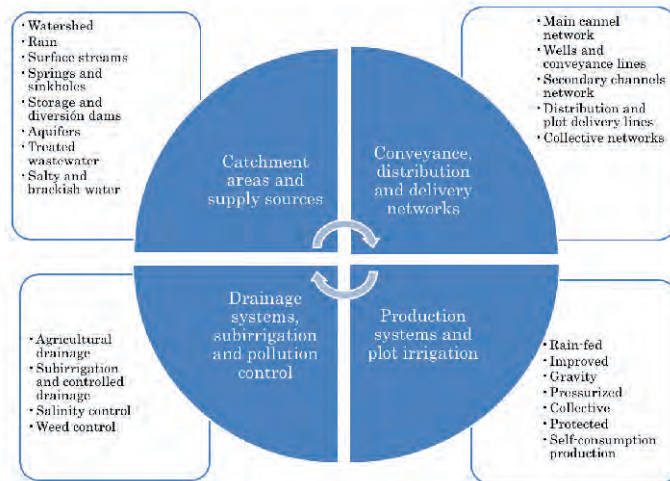 • Watershed
• Rain
• Surface streams
• Springs and
sinkholes
• Storage and
diversión dams
• Aquifers
• Treated
wastewater
• Salty and
brackish water
• Main cannel
network
• Wells and
conveyance lines
• Secondary channels
network
• Distribution and
plot delivery lines
• Collective networks
Catchment
areas and
supply sources
Conveyance,
distribution
and delivery
networks
Drainage
systems,
subirrigation
and pollution
control
Production
systems and
plot irrigation
• Agricultural
drainage
• Subirrigation
and controlled
drainage
• Salinity control
• Weed control
• Rain-fed
• Improved
• Gravity
• Pressurized
• Collective
• Protected
• Self-consumption
production